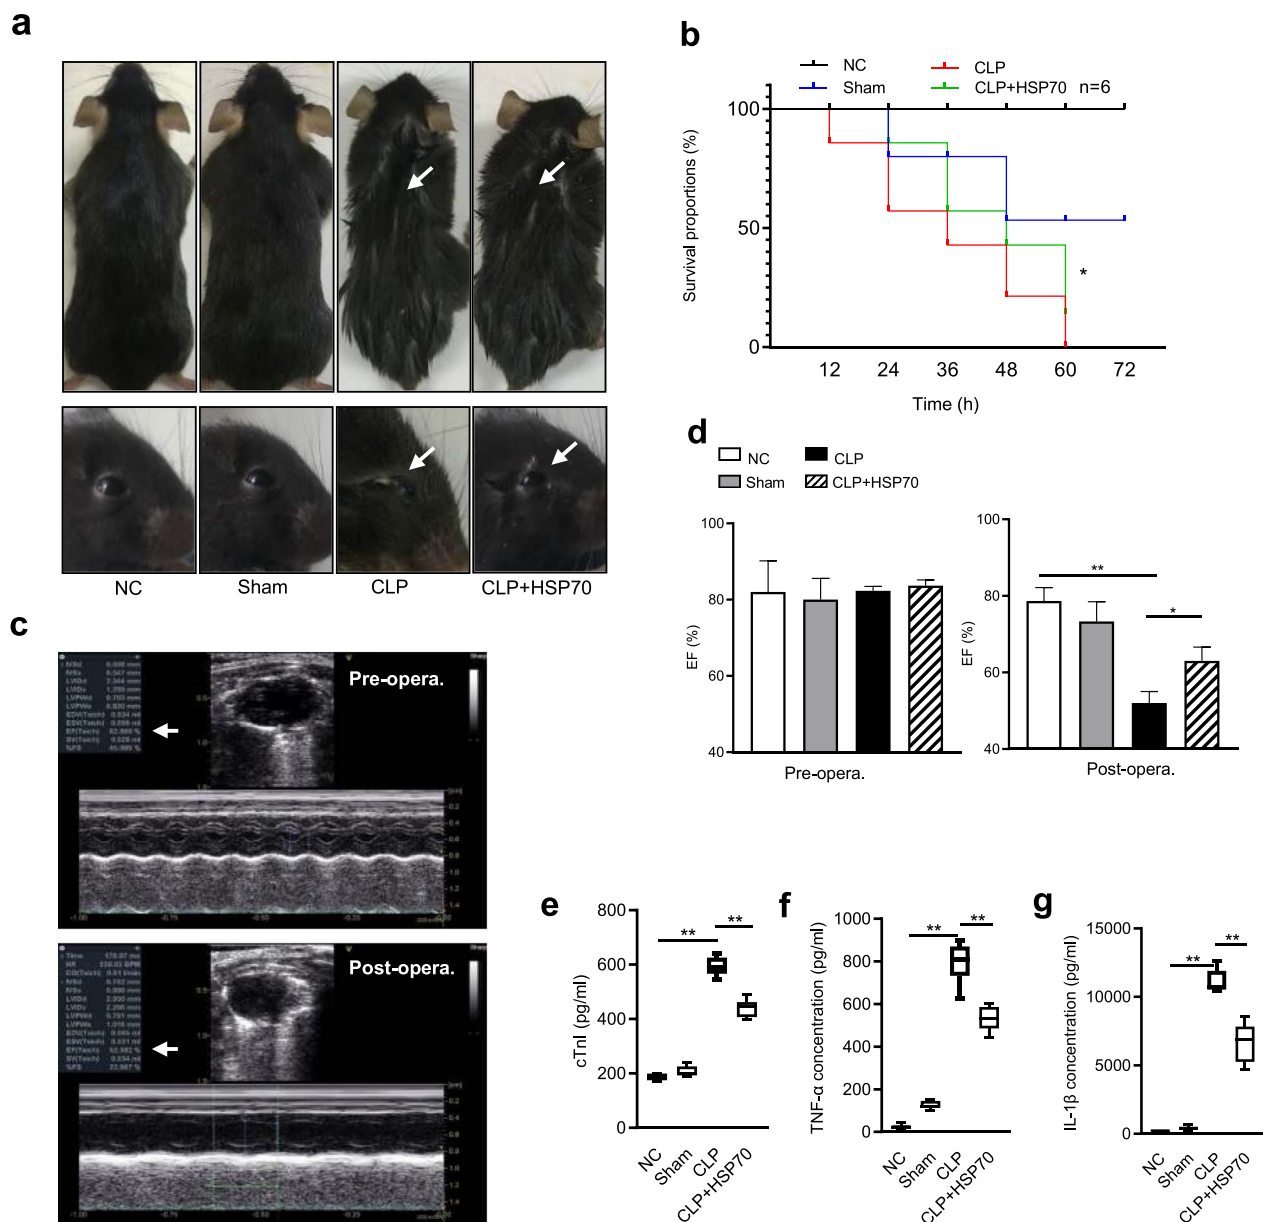 a
NC
Sham
CLP
CLP+HSP70
b
NC
Sham
CLP
CLP+HSP70 n=6
Survival proportions (%)
100
50
0
12 24 36 48 60 72
*
Time (h)
c
Pre-opera.
Post-opera.
d
NC
Sham
CLP
CLP+HSP70
EF (%)
100
80
60
40
Pre-opera.
EF (%)
100
80
60
40
**
*
Post-opera.
e
cTnI (pg/ml)
800
600
400
200
0
**
**
NC
Sham
CLP
CLP+HSP70
f
TNF-α concentration (pg/ml)
1000
800
600
400
200
0
**
**
NC
Sham
CLP
CLP+HSP70
g
IL-1β concentration (pg/ml)
15000
10000
5000
0
**
**
NC
Sham
CLP
CLP+HSP70